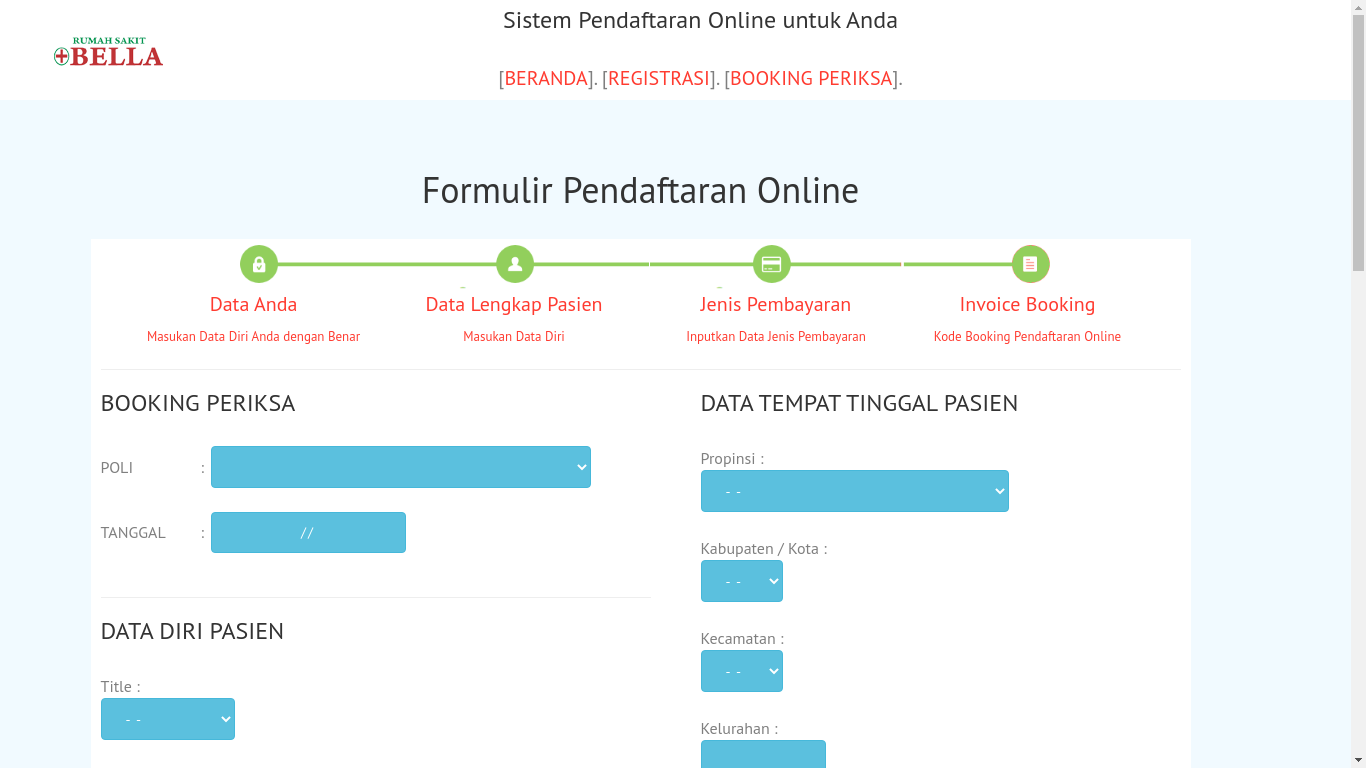 RUMAH SAKIT
BELLA
Sistem Pendaftaran Online untuk Anda
[BERANDA]. [REGISTRASI]. [BOOKING PERIKSA].
Formulir Pendaftaran Online
Data Anda
Masukan Data Diri Anda dengan Benar
Data Lengkap Pasien
Masukan Data Diri
Jenis Pembayaran
Inputkan Data Jenis Pembayaran
Invoice Booking
Kode Booking Pendaftaran Online
BOOKING PERIKSA
POLI :
TANGGAL : //
DATA DIRI PASIEN
Title :
- -
DATA TEMPAT TINGGAL PASIEN
Propinsi :
- -
Kabupaten / Kota :
- -
Kecamatan :
- -
Kelurahan :